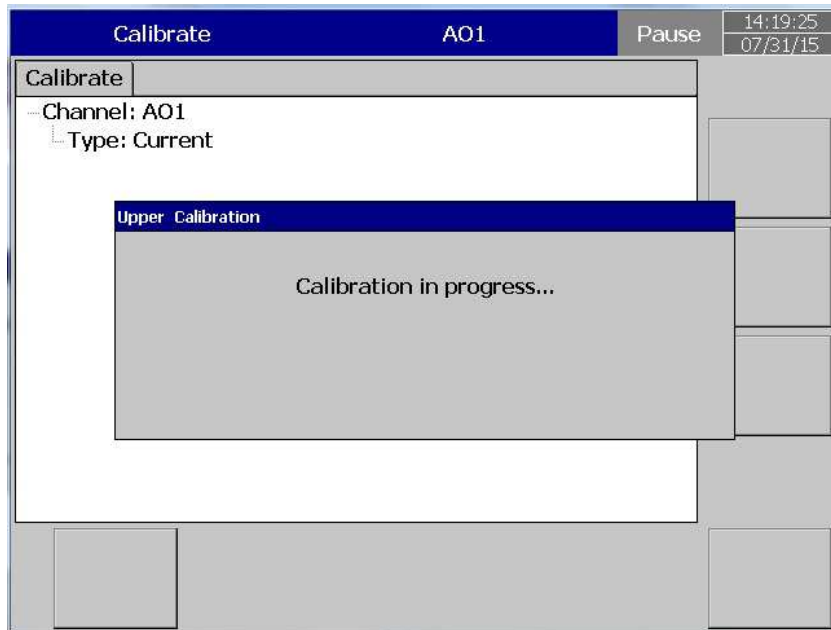 Calibrate AO1 Pause 14:19:25
07/31/15
Calibrate
Channel: AO1
Type: Current
Upper Calibration
Calibration in progress...